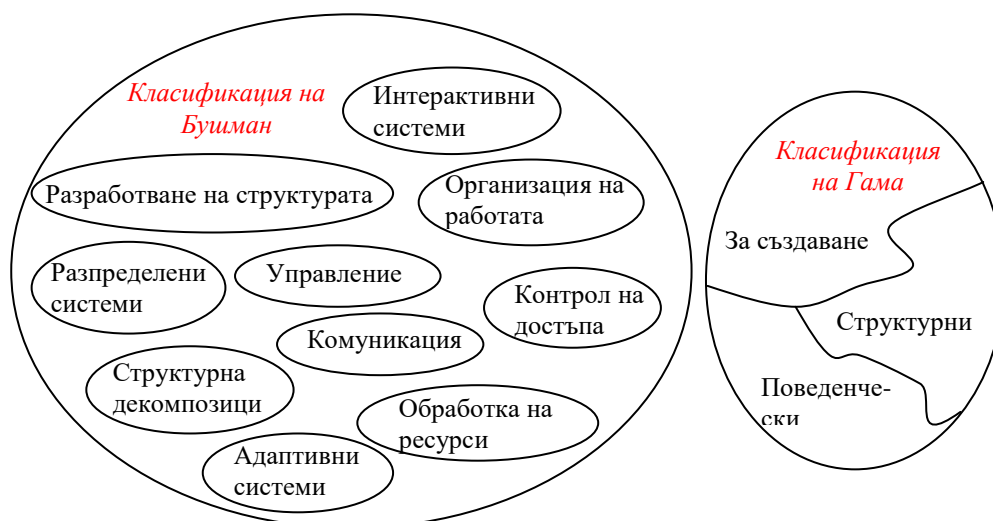 Класификация на
Бушман
Интерактивни
системи
Разработване на структурата
Организация на
работата
Разпределени
системи
Управление
Контрол на
достъпа
Комуникация
Структурна
декомпозици
Обработка на
ресурси
Адаптивни
системи
Класификация
на Гама
За създаване
Структурни
Поведенче-
ски